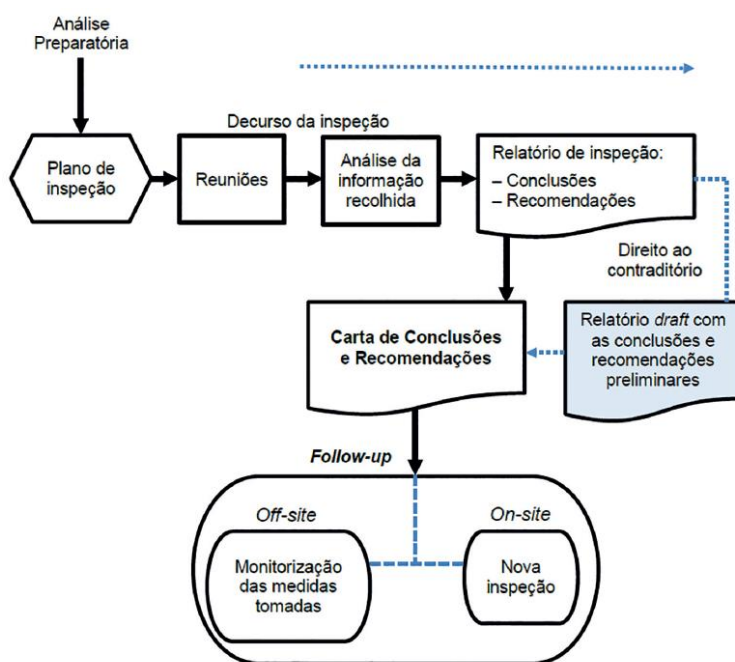 Análise
Preparatória
Decurso da inspeção
Plano de
inspeção
Reuniões
Análise da
informação
recolhida
Relatório de inspeção:
– Conclusões
– Recomendações
Direito ao
contraditório
Carta de Conclusões
e Recomendações
Relatório draft com
as conclusões e
recomendações
preliminares
Follow-up
Off-site
On-site
Monitorização
das medidas
tomadas
Nova
inspeção